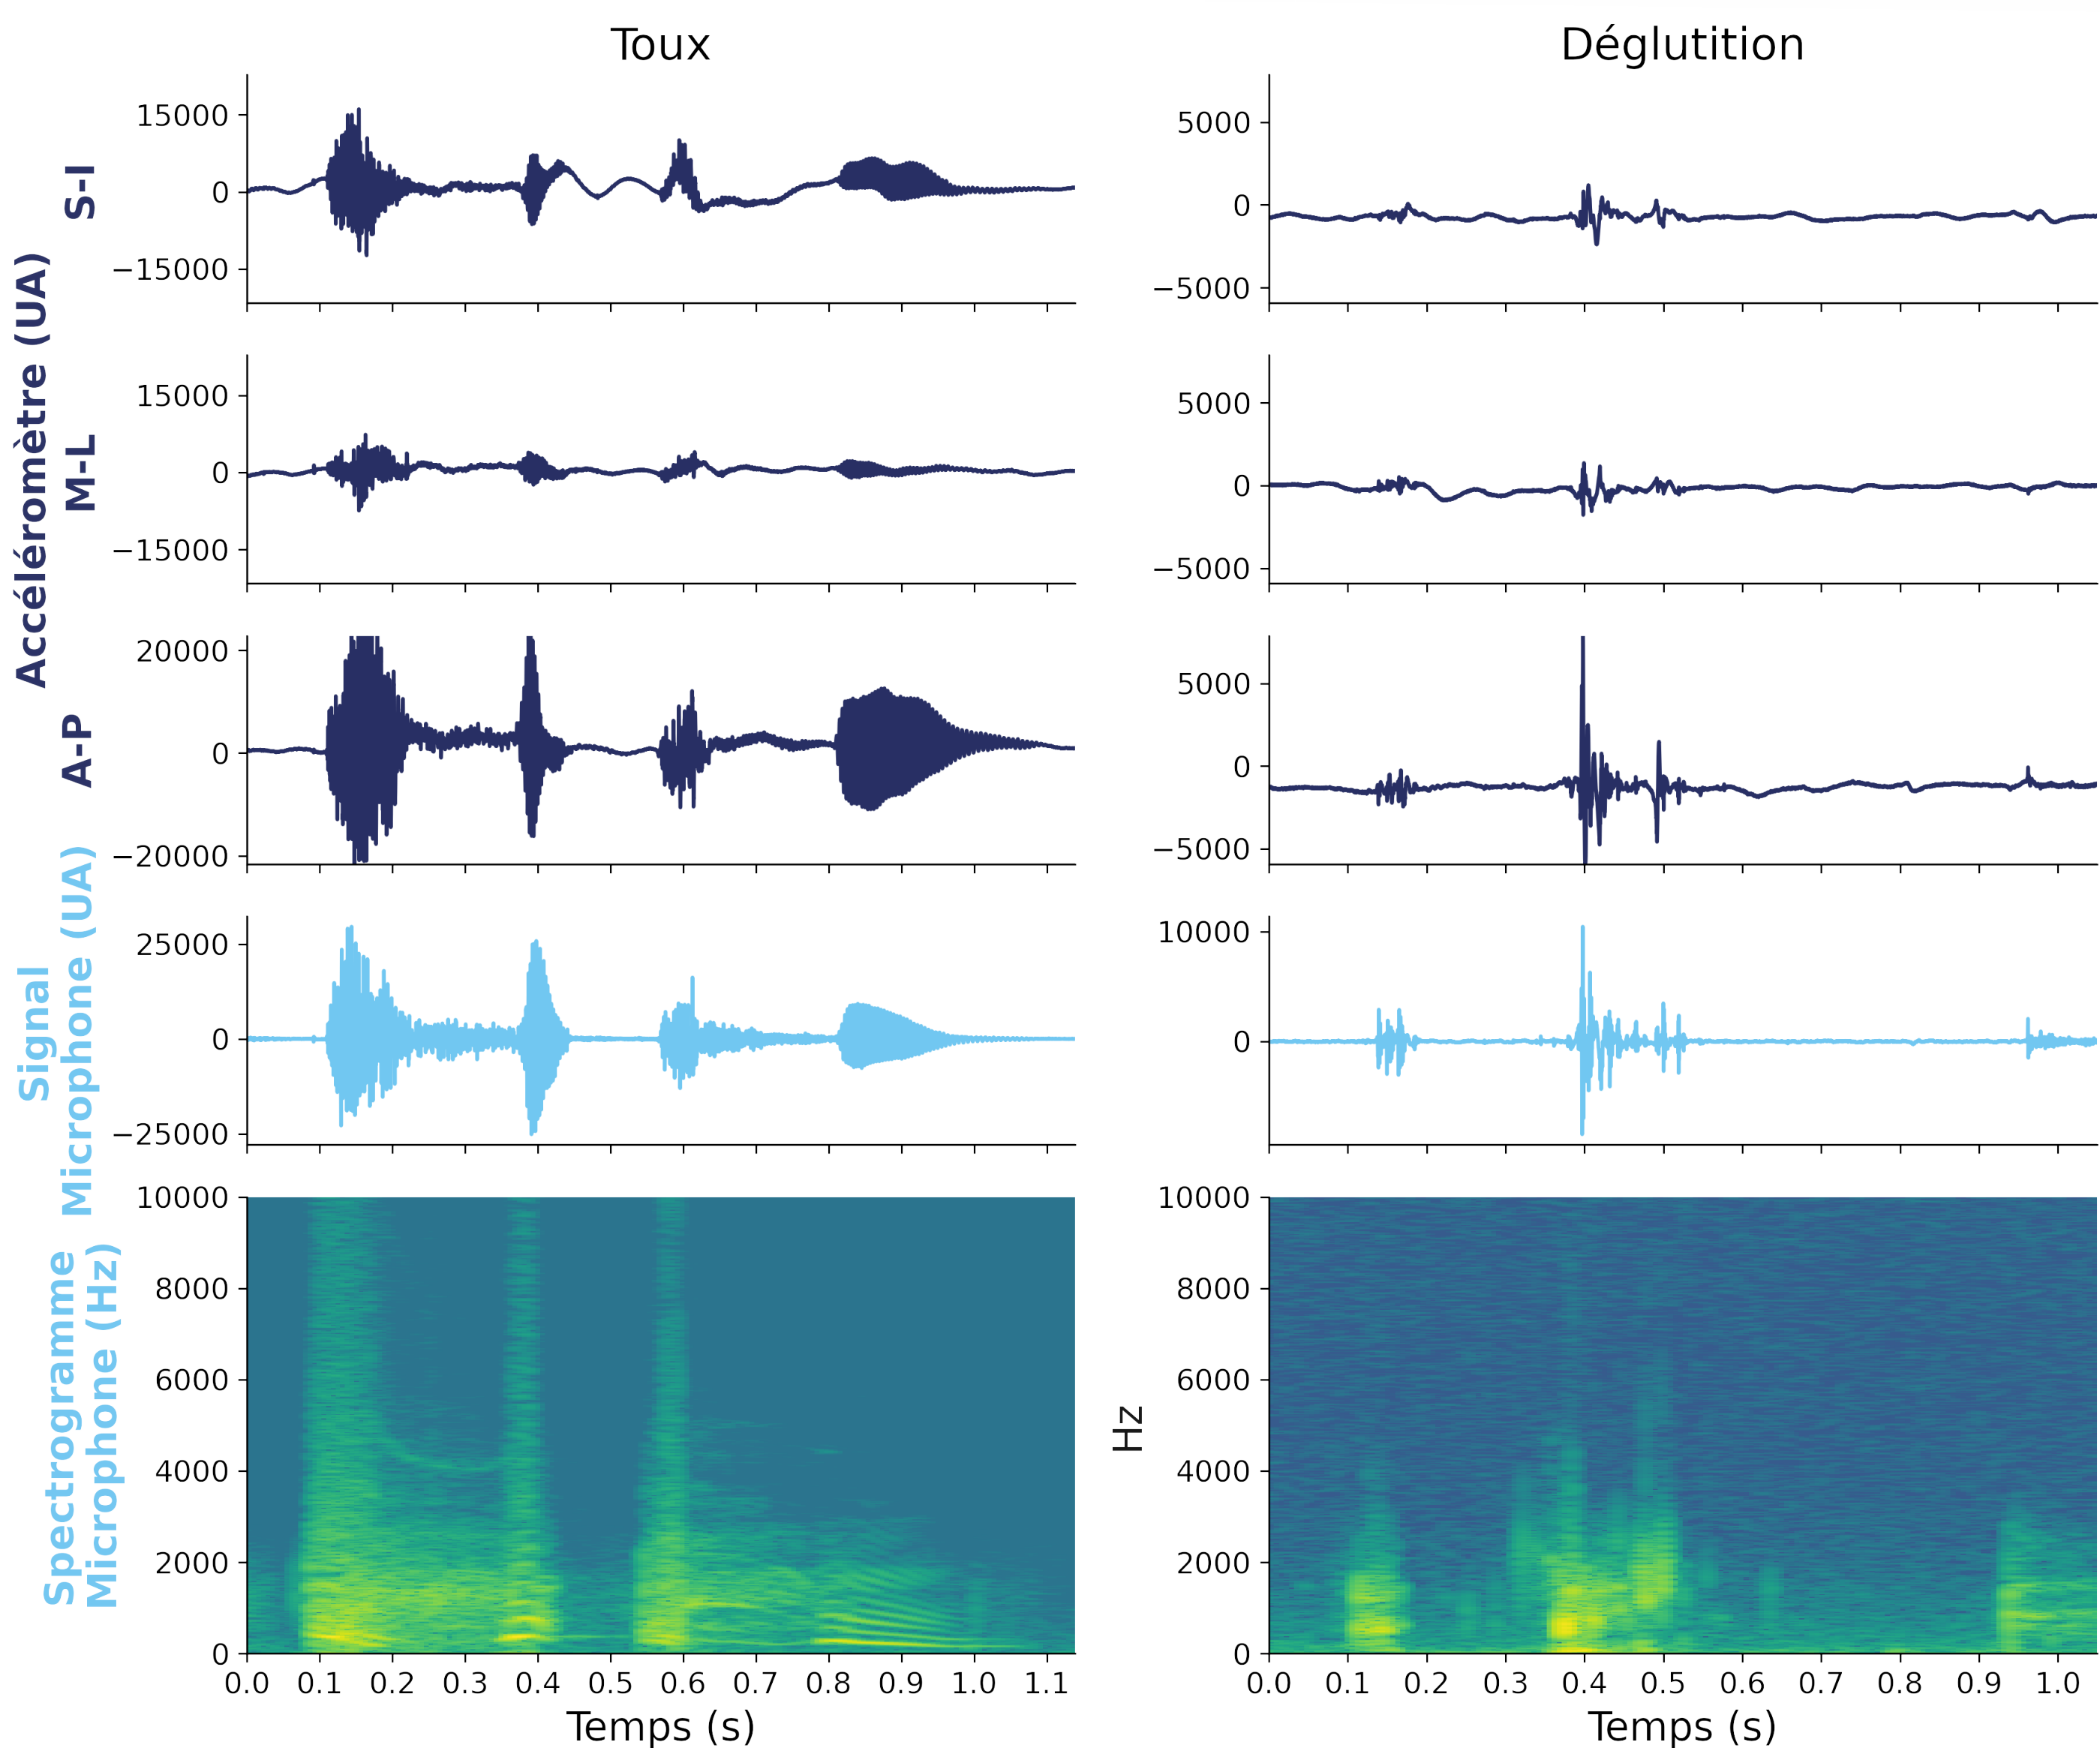 Toux
Déglutition
Accéléromètre (UA)
S-I
15000
0
−15000
5000
0
−5000
M-L
15000
0
−15000
5000
0
−5000
A-P
20000
0
−20000
5000
0
−5000
Signal
Microphone (UA)
25000
0
−25000
10000
0
Spectrogramme
Microphone (Hz)
10000
8000
6000
4000
2000
0
Hz
10000
8000
6000
4000
2000
0
0.0 0.1 0.2 0.3 0.4 0.5 0.6 0.7 0.8 0.9 1.0 1.1
0.0 0.1 0.2 0.3 0.4 0.5 0.6 0.7 0.8 0.9 1.0
Temps (s)
Temps (s)